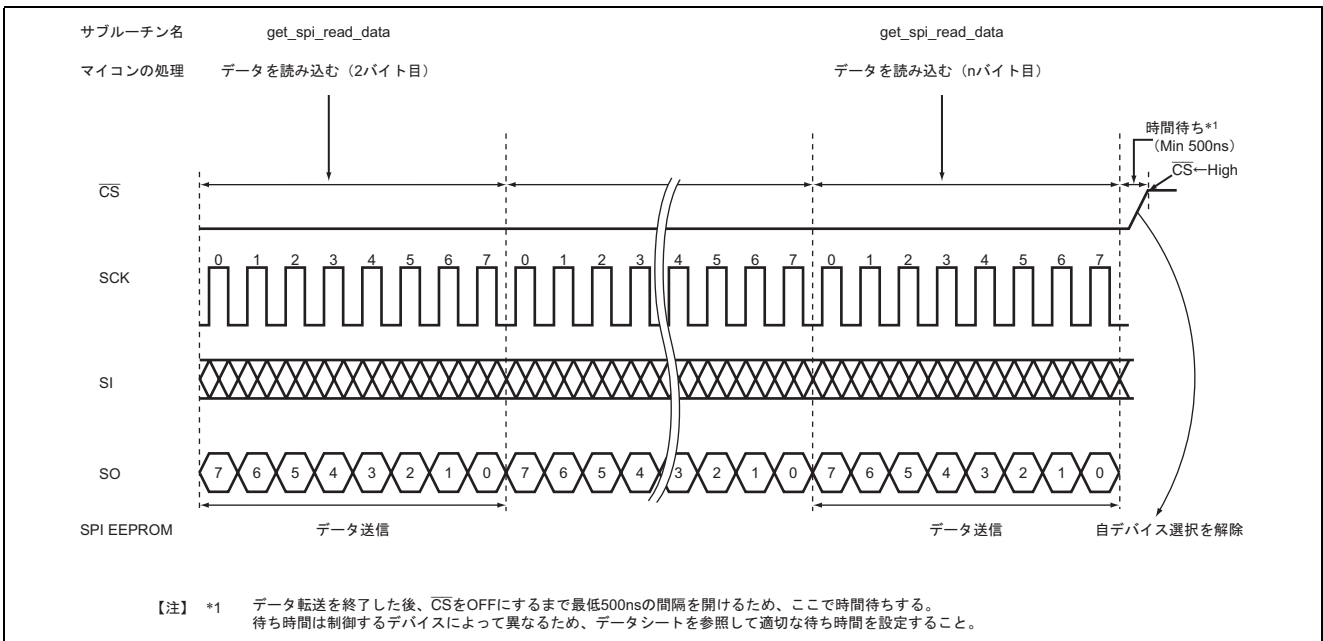 サブルーチン名 get_spi_read_data get_spi_read_data
マイコンの処理 データを読み込む（2バイト目） データを読み込む（nバイト目）
時間待ち*1
（Min 500ns）
CS←High
CS
0 1 2 3 4 5 6 7 0 1 2 3 4 5 6 7 0 1 2 3 4 5 6 7
SCK
SI
SO 7 6 5 4 3 2 1 0 7 6 5 4 3 2 1 0 7 6 5 4 3 2 1 0
SPI EEPROM データ送信 データ送信 自デバイス選択を解除
【注】 *1 データ転送を終了した後、CSをOFFにするまで最低500nsの間隔を開けるため、ここで時間待ちする。
待ち時間は制御するデバイスによって異なるため、データシートを参照して適切な待ち時間を設定すること。